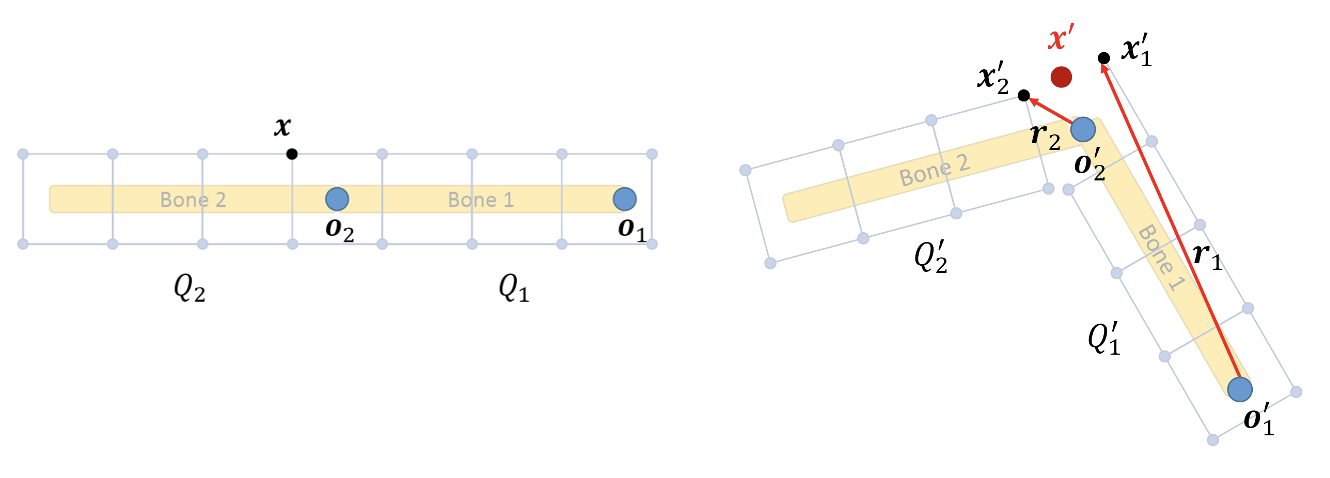 x
Bone 2
Bone 1
o₂
o₁
Q₂
Q₁
x′
x′₁
x′₂
r₂
o′₂
Bone 2
Q′₂
Bone 1
r₁
Q′₁
o′₁